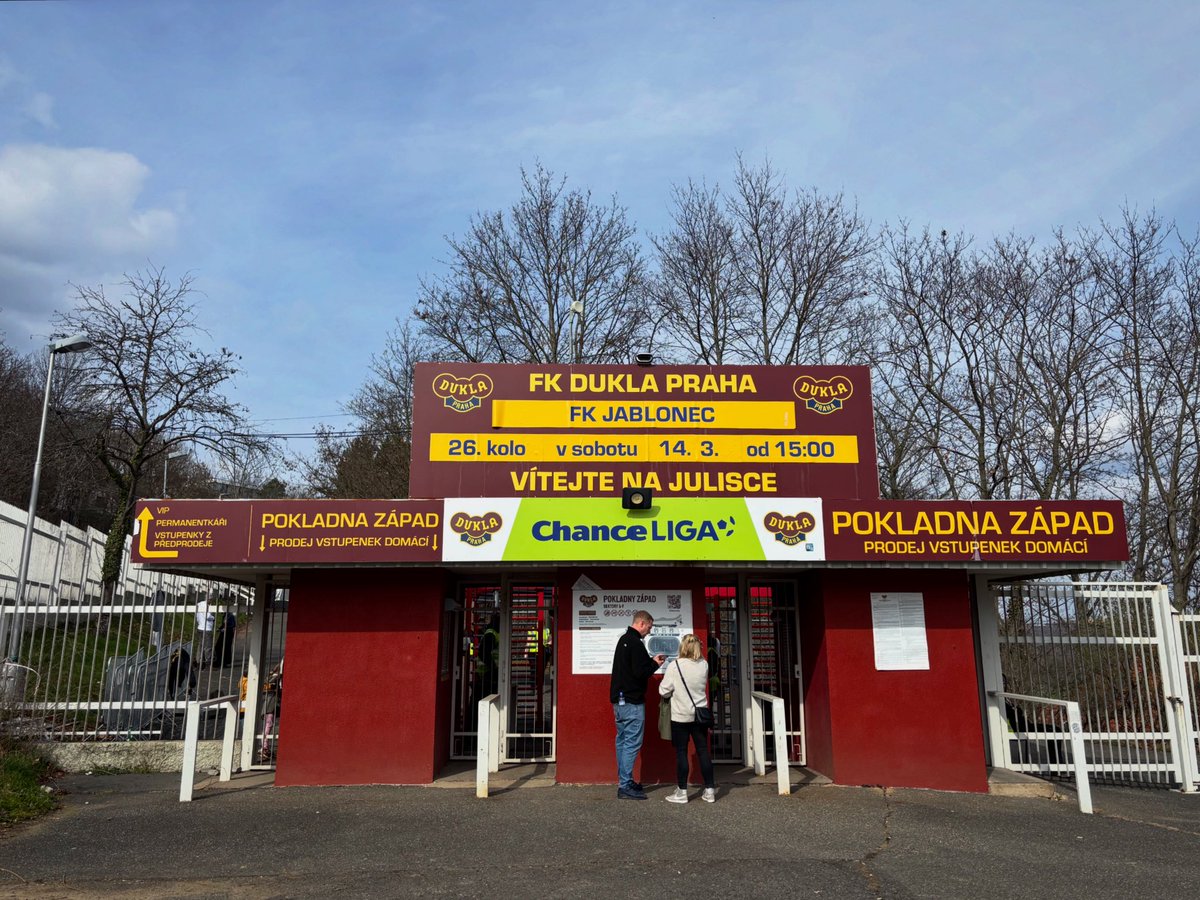 DUKLA
PRAHA
FK DUKLA PRAHA
DUKLA
PRAHA
FK JABLONEC
26. kolo v sobotu 14. 3. od 15:00
VÍTEJTE NA JULISCE
VIP
PERMANENTKÁŘI
VSTUPENKY Z
PŘEDPRODEJE
POKLADNA ZÁPAD
↓ PRODEJ VSTUPENEK DOMÁCÍ ↓
DUKLA
PRAHA
Chance LIGA
DUKLA
PRAHA
POKLADNA ZÁPAD
PRODEJ VSTUPENEK DOMÁCÍ
POKLADNY ZÁPAD